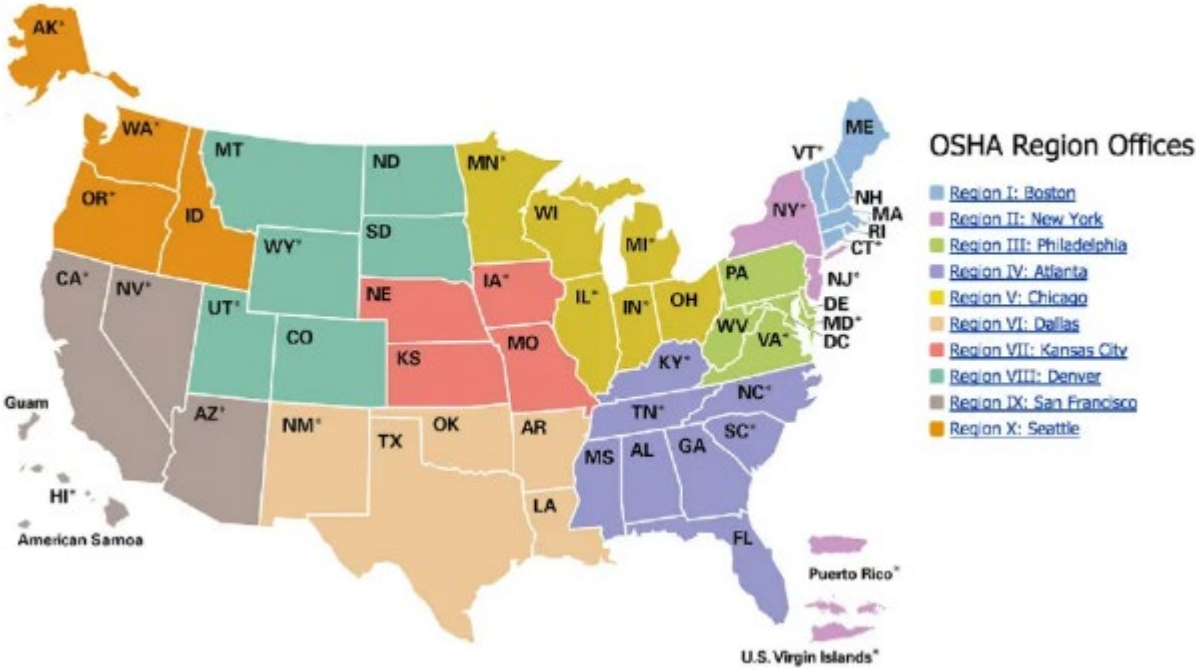 AK*
WA*
MT
ND
MN*
VT*
ME
OR*
ID
WY*
SD
WI
MI*
NY*
NH
MA
RI
CT*
CA*
NV*
UT*
CO
NE
IA*
IL*
IN*
OH
PA
NJ*
DE
MD*
DC
WV
VA*
KS
MO
KY*
AZ*
NM*
TX
OK
AR
TN*
NC*
SC*
MS
AL
GA
LA
FL
Guam
HI*
American Samoa
Puerto Rico*
U.S. Virgin Islands*
OSHA Region Offices
Region I: Boston
Region II: New York
Region III: Philadelphia
Region IV: Atlanta
Region V: Chicago
Region VI: Dallas
Region VII: Kansas City
Region VIII: Denver
Region IX: San Francisco
Region X: Seattle